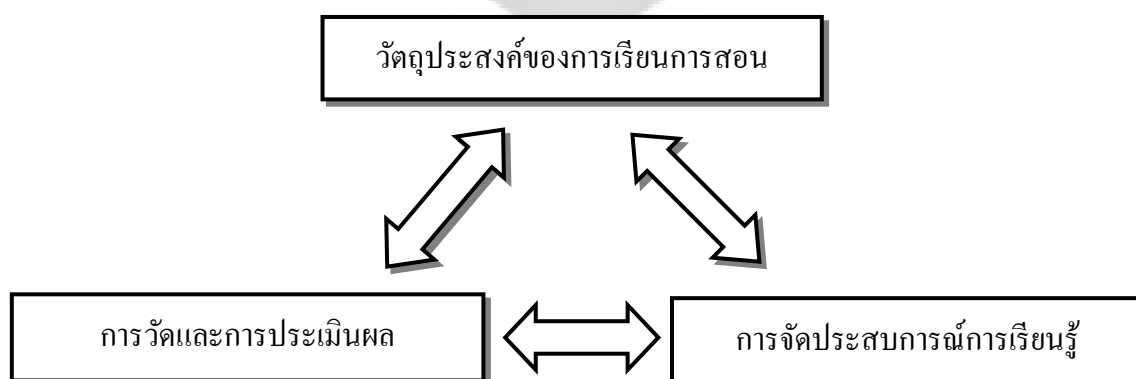 วัตถุประสงค์ของการเรียนการสอน
การวัดและการประเมินผล
การจัดประสบการณ์การเรียนรู้